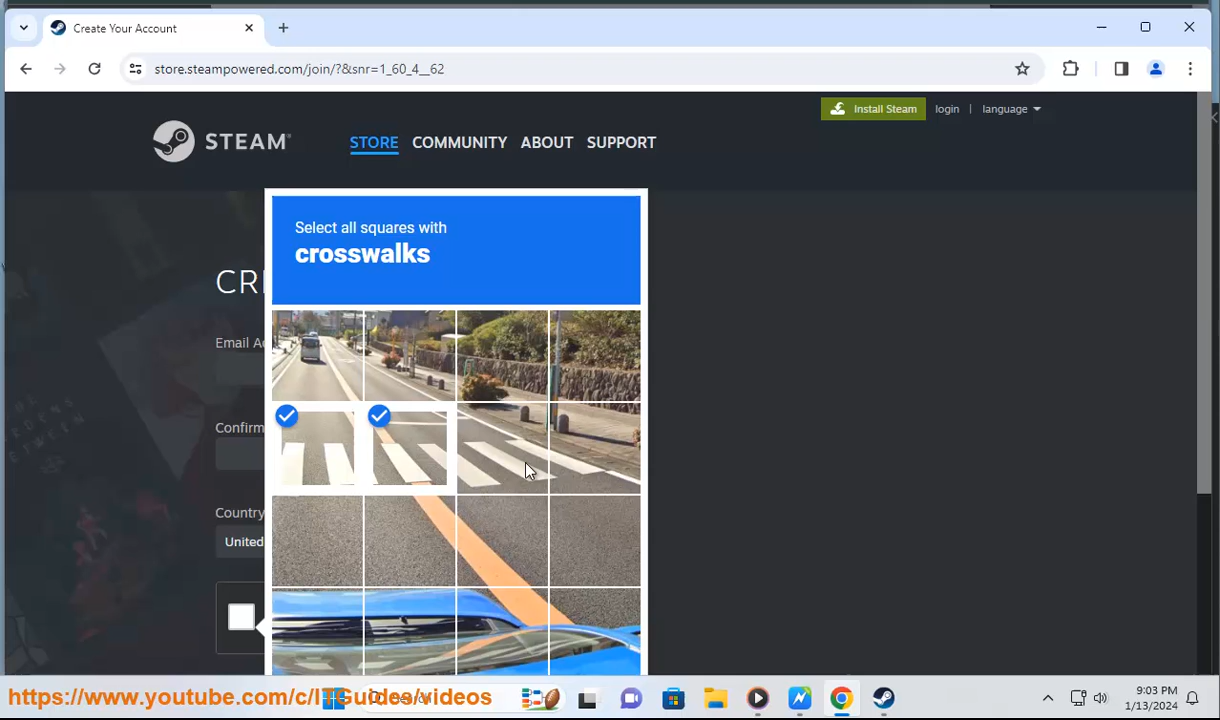 Create Your Account
store.steampowered.com/join/?&snr=1_60_4__62
Install Steam login | language
STEAM®
STORE COMMUNITY ABOUT SUPPORT
Select all squares with
crosswalks
CR
Email A
Confirm
Country
United
https://www.youtube.com/c/ITGuides/videos
9:03 PM
1/13/2024